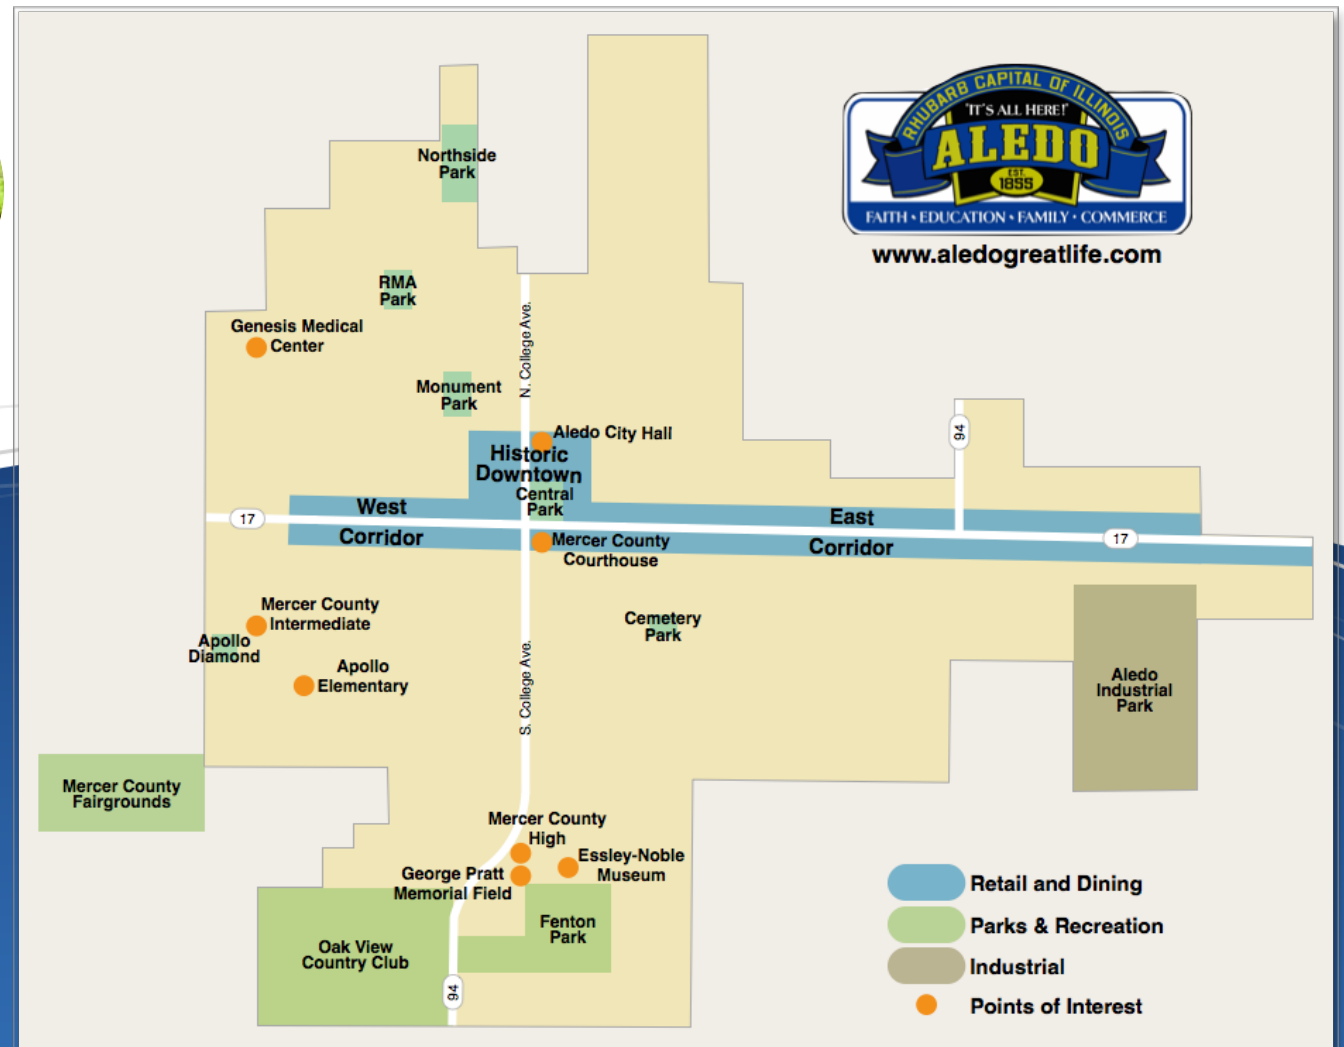 RHUBARB CAPITAL OF ILLINOIS
"IT'S ALL HERE!"
ALEDO
EST.
1855
FAITH • EDUCATION • FAMILY • COMMERCE
www.aledogreatlife.com
Northside
Park
RMA
Park
Genesis Medical
Center
N. College Ave.
Monument
Park
Aledo City Hall
94
Historic
Downtown
Central
Park
West
17
Corridor
East
Corridor
17
Mercer County
Courthouse
Mercer County
Intermediate
Apollo
Diamond
Apollo
Elementary
Cemetery
Park
S. College Ave.
Aledo
Industrial
Park
Mercer County
Fairgrounds
Mercer County
High
Essley-Noble
Museum
George Pratt
Memorial Field
Fenton
Park
Oak View
Country Club
94
Retail and Dining
Parks & Recreation
Industrial
Points of Interest